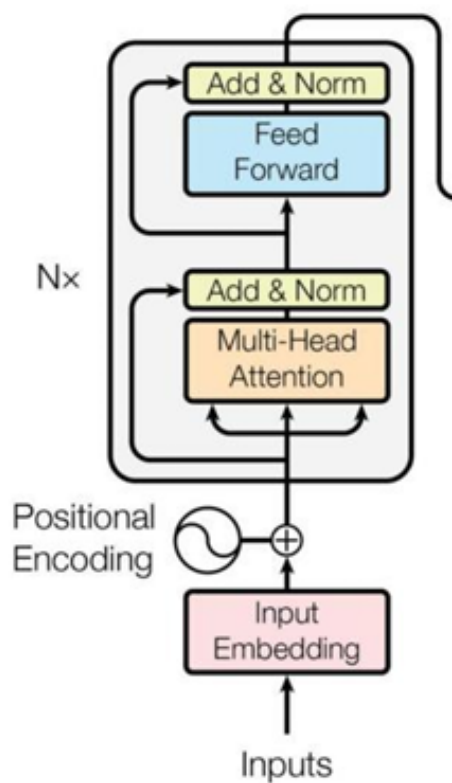 Add & Norm
Feed
Forward
N×
Add & Norm
Multi-Head
Attention
Positional
Encoding
Input
Embedding
Inputs